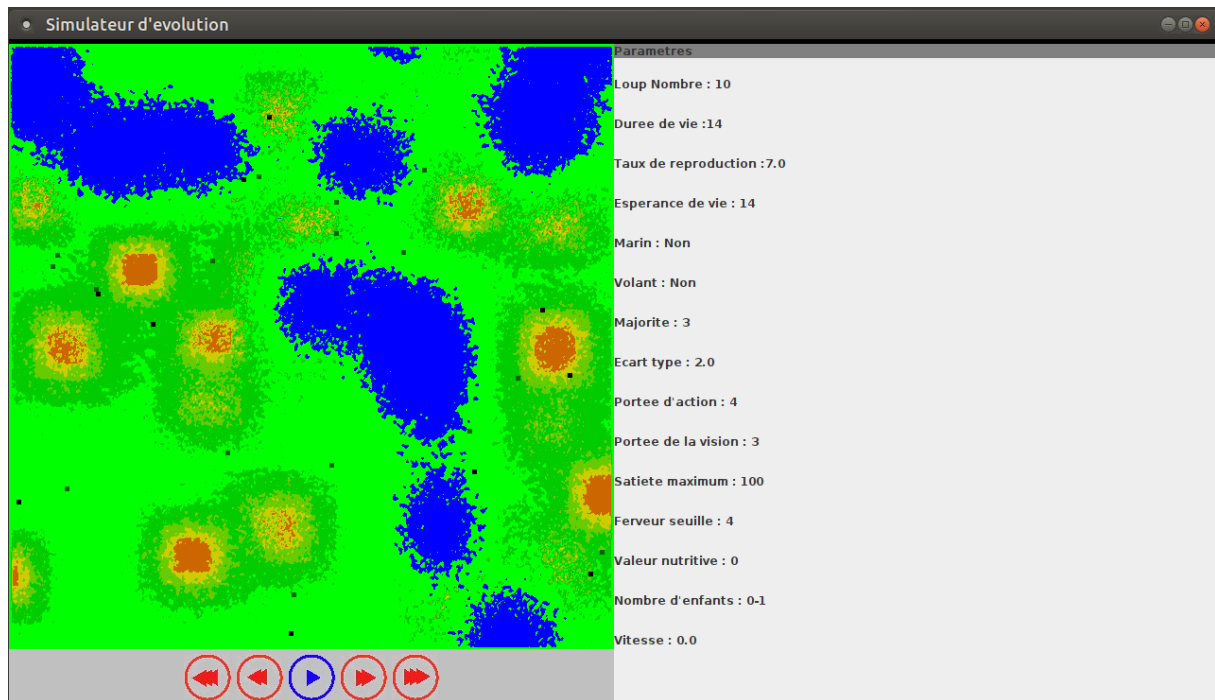 Simulateur d'evolution
Parametres
Loup Nombre : 10
Duree de vie :14
Taux de reproduction :7.0
Esperance de vie : 14
Marin : Non
Volant : Non
Majorite : 3
Ecart type : 2.0
Portee d'action : 4
Portee de la vision : 3
Satiete maximum : 100
Ferveur seuille : 4
Valeur nutritive : 0
Nombre d'enfants : 0-1
Vitesse : 0.0